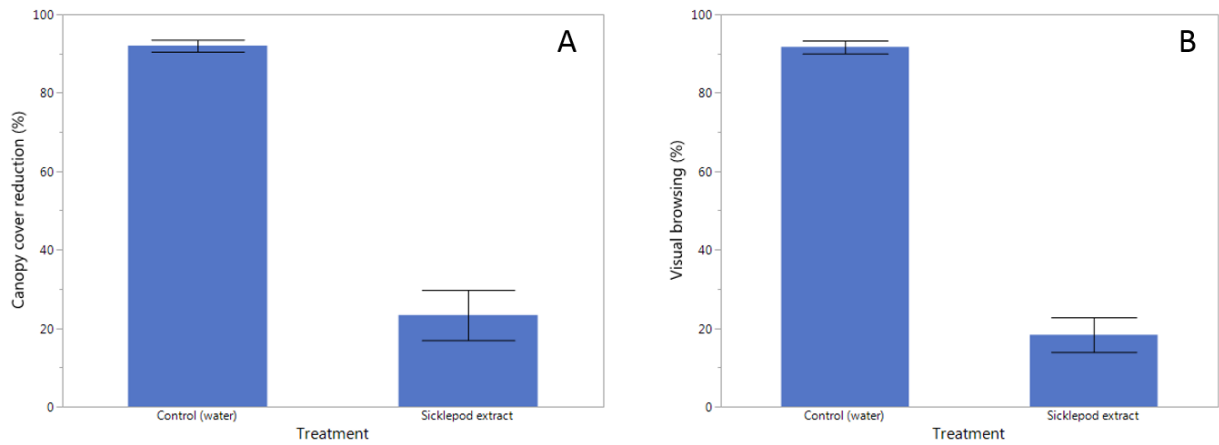 A
Canopy cover reduction (%)
100
80
60
40
20
0
Control (water)
Sicklepod extract
Treatment
B
Visual browsing (%)
100
80
60
40
20
0
Control (water)
Sicklepod extract
Treatment